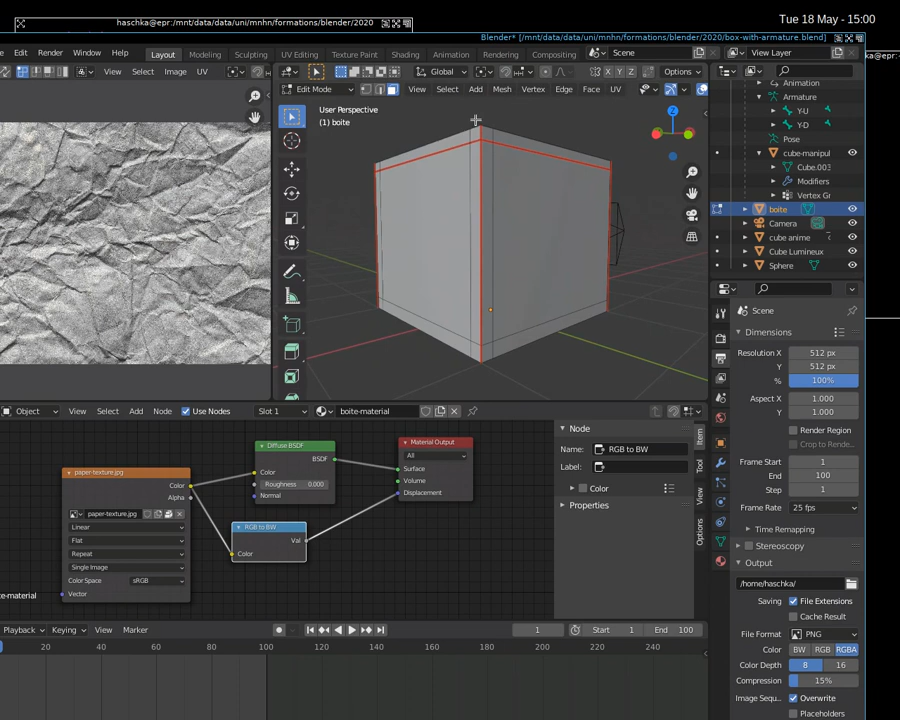 Tue 18 May - 15:00
haschka@epr:/mnt/data/data/uni/mnhn/formations/blender/2020
Blender* [/mnt/data/data/uni/mnhn/formations/blender/2020/box-with-armature.blend]
Edit Render Window Help Layout Modeling Sculpting UV Editing Texture Paint Shading Animation Rendering Compositing Scene View Layer
View Select Image UV
Global Options
Edit Mode View Select Add Mesh Vertex Edge Face UV
X Y Z
User Perspective
(1) boite
Z
Animation
Armature
Y-U
Y-D
Pose
cube-manipul
Cube.003
Modifiers
Vertex Gr
boite
Camera
cube anime
Cube Lumineux
Sphere
Scene
Dimensions
Resolution X 512 px
Y 512 px
% 100%
Aspect X 1.000
Y 1.000
Render Region
Crop to Rende..
Frame Start 1
End 100
Step 1
Frame Rate 25 fps
Time Remapping
Stereoscopy
Output
/home/haschka/
Saving File Extensions
Cache Result
File Format PNG
Color BW RGB RGBA
Color Depth 8 16
Compression 15%
Image Sequ... Overwrite
Placeholders
Object View Select Add Node Use Nodes Slot 1 boite-material
paper-texture.jpg
Color
Alpha
paper-texture.jpg
Linear
Flat
Repeat
Single Image
Color Space sRGB
Vector
Diffuse BSDF
BSDF
Color
Roughness 0.000
Normal
RGB to BW
Val
Color
Material Output
All
Surface
Volume
Displacement
Node
Name: RGB to BW
Label:
Color
Properties
Item
Tool
View
Options
te-material
Playback Keying View Marker 1 Start 1 End 100
20 40 60 80 100 120 140 160 180 200 220 240